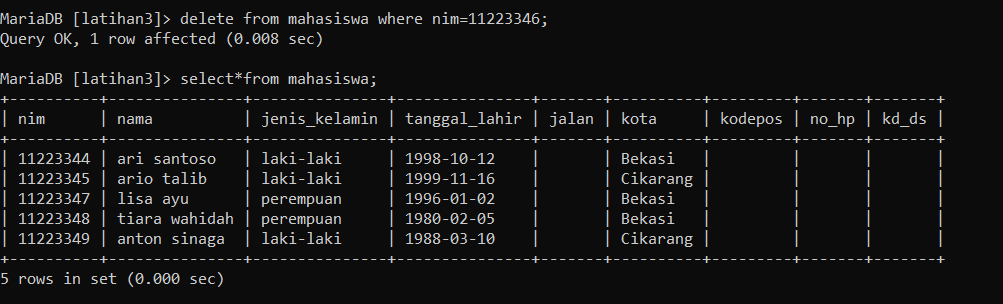 MariaDB [latihan3]> delete from mahasiswa where nim=11223346;
Query OK, 1 row affected (0.008 sec)
MariaDB [latihan3]> select*from mahasiswa;
+----------+---------------+---------------+---------------+-------+----------+---------+-------+-------+
| nim      | nama          | jenis_kelamin | tanggal_lahir | jalan | kota     | kodepos | no_hp | kd_ds |
+----------+---------------+---------------+---------------+-------+----------+---------+-------+-------+
| 11223344 | ari santoso   | laki-laki     | 1998-10-12    |       | Bekasi   |         |       |       |
| 11223345 | ario talib    | laki-laki     | 1999-11-16    |       | Cikarang |         |       |       |
| 11223347 | lisa ayu      | perempuan     | 1996-01-02    |       | Bekasi   |         |       |       |
| 11223348 | tiara wahidah | perempuan     | 1980-02-05    |       | Bekasi   |         |       |       |
| 11223349 | anton sinaga  | laki-laki     | 1988-03-10    |       | Cikarang |         |       |       |
+----------+---------------+---------------+---------------+-------+----------+---------+-------+-------+
5 rows in set (0.000 sec)